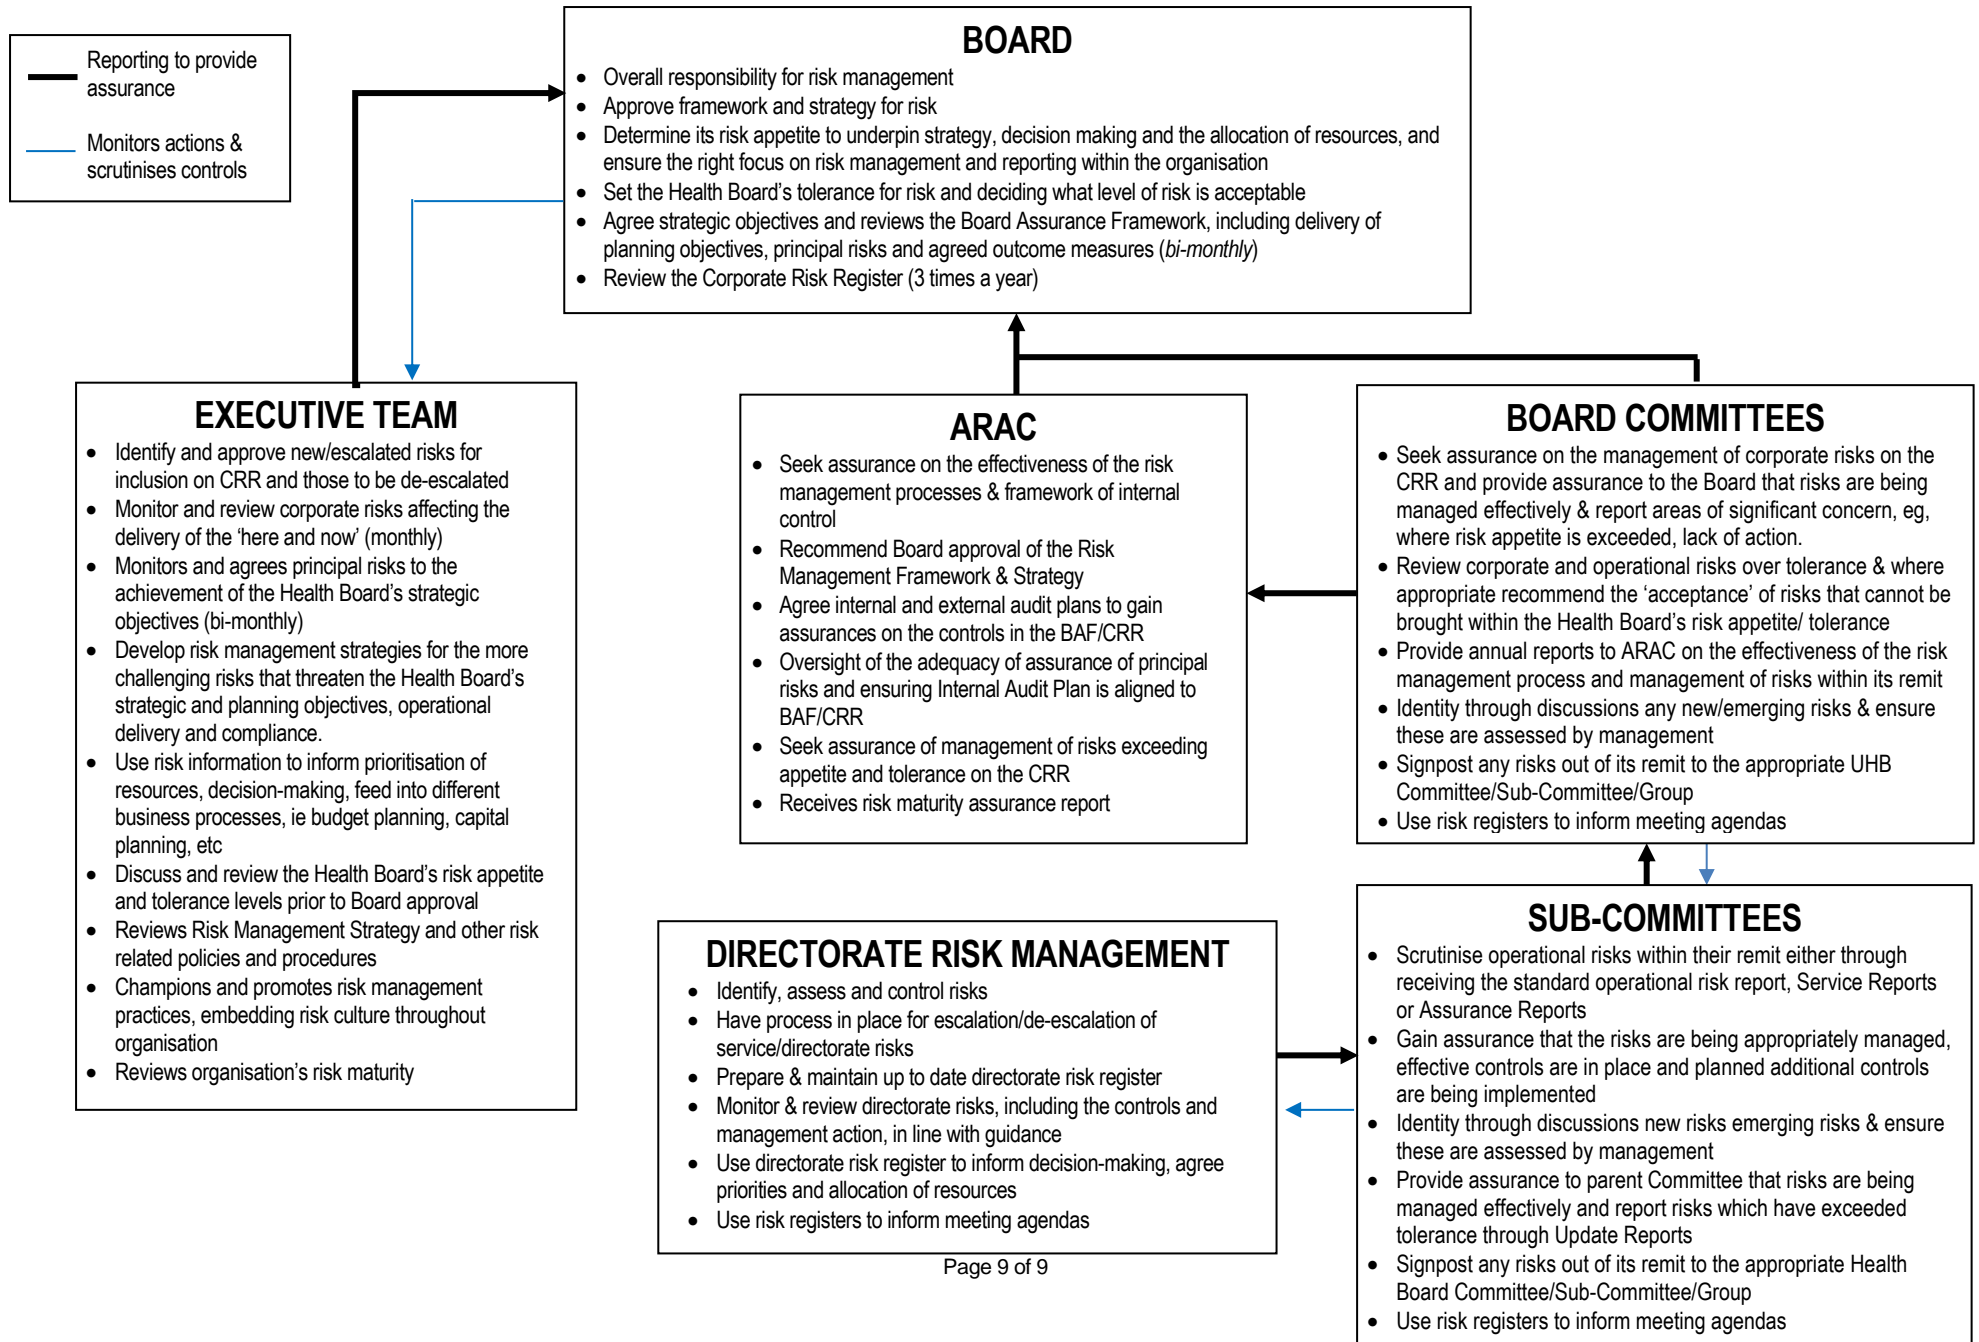 Reporting to provide
assurance
Monitors actions &
scrutinises controls
BOARD
• Overall responsibility for risk management
• Approve framework and strategy for risk
• Determine its risk appetite to underpin strategy, decision making and the allocation of resources, and
ensure the right focus on risk management and reporting within the organisation
• Set the Health Board's tolerance for risk and deciding what level of risk is acceptable
• Agree strategic objectives and reviews the Board Assurance Framework, including delivery of
planning objectives, principal risks and agreed outcome measures (bi-monthly)
• Review the Corporate Risk Register (3 times a year)
EXECUTIVE TEAM
• Identify and approve new/escalated risks for
inclusion on CRR and those to be de-escalated
• Monitor and review corporate risks affecting the
delivery of the 'here and now' (monthly)
• Monitors and agrees principal risks to the
achievement of the Health Board's strategic
objectives (bi-monthly)
• Develop risk management strategies for the more
challenging risks that threaten the Health Board's
strategic and planning objectives, operational
delivery and compliance.
• Use risk information to inform prioritisation of
resources, decision-making, feed into different
business processes, ie budget planning, capital
planning, etc
• Discuss and review the Health Board's risk appetite
and tolerance levels prior to Board approval
• Reviews Risk Management Strategy and other risk
related policies and procedures
• Champions and promotes risk management
practices, embedding risk culture throughout
organisation
• Reviews organisation's risk maturity
ARAC
• Seek assurance on the effectiveness of the risk
management processes & framework of internal
control
• Recommend Board approval of the Risk
Management Framework & Strategy
• Agree internal and external audit plans to gain
assurances on the controls in the BAF/CRR
• Oversight of the adequacy of assurance of principal
risks and ensuring Internal Audit Plan is aligned to
BAF/CRR
• Seek assurance of management of risks exceeding
appetite and tolerance on the CRR
• Receives risk maturity assurance report
BOARD COMMITTEES
• Seek assurance on the management of corporate risks on the
CRR and provide assurance to the Board that risks are being
managed effectively & report areas of significant concern, eg,
where risk appetite is exceeded, lack of action.
• Review corporate and operational risks over tolerance & where
appropriate recommend the 'acceptance' of risks that cannot be
brought within the Health Board's risk appetite/ tolerance
• Provide annual reports to ARAC on the effectiveness of the risk
management process and management of risks within its remit
• Identity through discussions any new/emerging risks & ensure
these are assessed by management
• Signpost any risks out of its remit to the appropriate UHB
Committee/Sub-Committee/Group
• Use risk registers to inform meeting agendas
DIRECTORATE RISK MANAGEMENT
• Identify, assess and control risks
• Have process in place for escalation/de-escalation of
service/directorate risks
• Prepare & maintain up to date directorate risk register
• Monitor & review directorate risks, including the controls and
management action, in line with guidance
• Use directorate risk register to inform decision-making, agree
priorities and allocation of resources
• Use risk registers to inform meeting agendas
SUB-COMMITTEES
• Scrutinise operational risks within their remit either through
receiving the standard operational risk report, Service Reports
or Assurance Reports
• Gain assurance that the risks are being appropriately managed,
effective controls are in place and planned additional controls
are being implemented
• Identity through discussions new risks emerging risks & ensure
these are assessed by management
• Provide assurance to parent Committee that risks are being
managed effectively and report risks which have exceeded
tolerance through Update Reports
• Signpost any risks out of its remit to the appropriate Health
Board Committee/Sub-Committee/Group
• Use risk registers to inform meeting agendas
Page 9 of 9